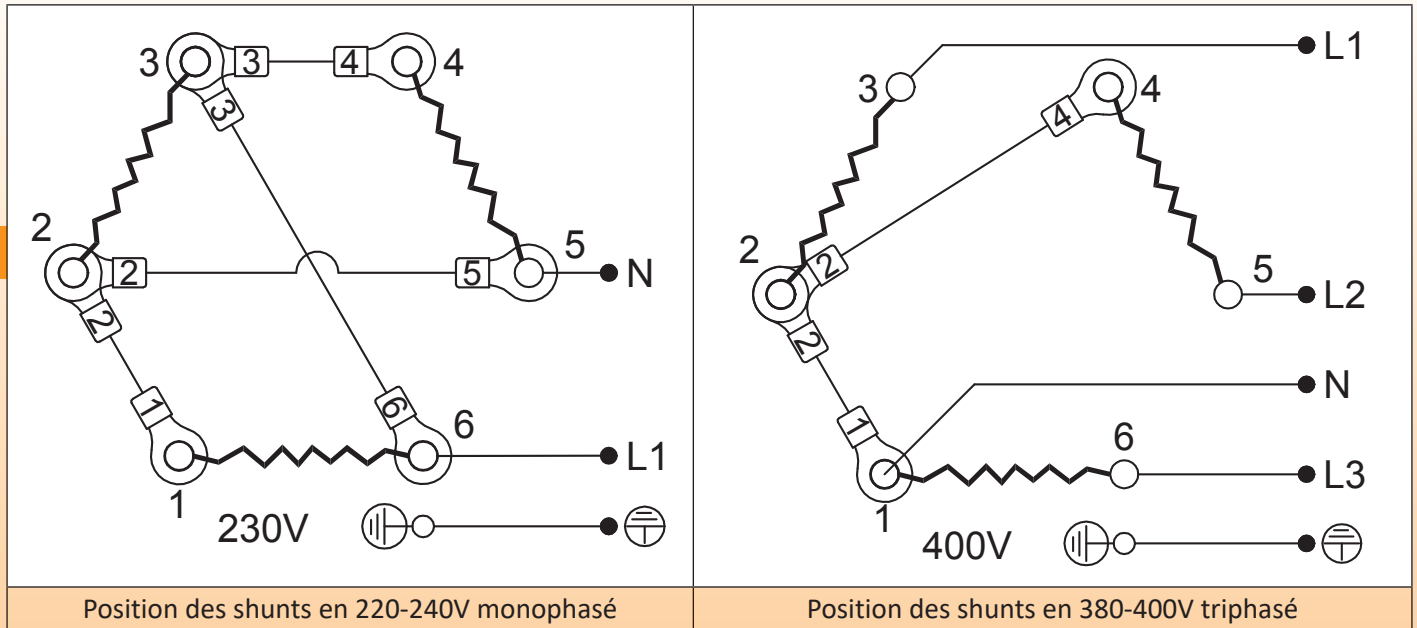 3 3 4 4
3
2
2 5 5 N
2
1 6 6
L1
1
230V
Position des shunts en 220-240V monophasé
L1
3
4 4
2 2
5 L2
2
N
1
6
L3
1
400V
Position des shunts en 380-400V triphasé